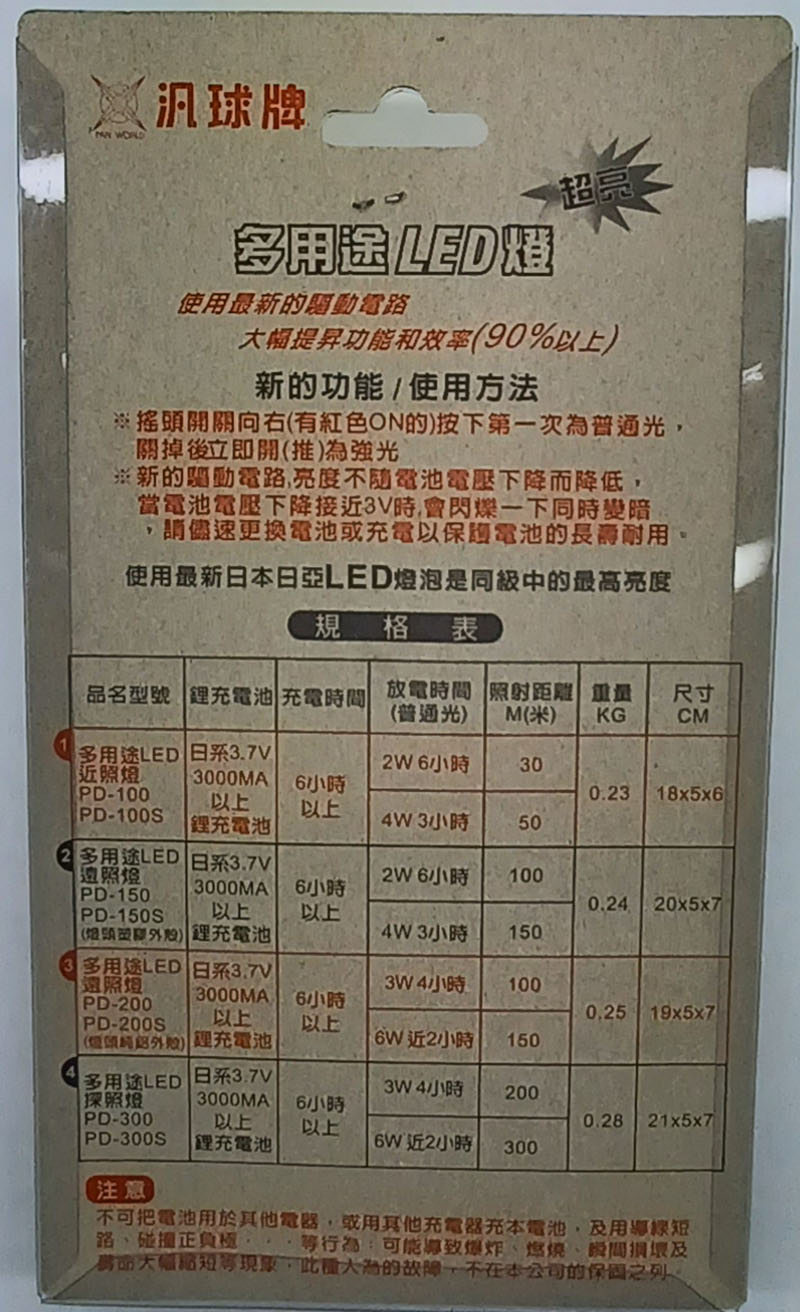 汎球牌
PAN WORLD
超亮
多用途LED燈
使用最新的驅動電路
大幅提昇功能和效率(90%以上)
新的功能/使用方法
※搖頭開關向右(有紅色ON的)按下第一次為普通光，
關掉後立即開(推)為強光
※新的驅動電路,亮度不隨電池電壓下降而降低，
當電池電壓下降接近3V時,會閃爍一下同時變暗
，請儘速更換電池或充電以保護電池的長壽耐用。
使用最新日本日亞LED燈泡是同級中的最高亮度
規 格 表
品名型號 鋰充電池 充電時間 放電時間(普通光) 照射距離M(米) 重量KG 尺寸CM
1 多用途LED 日系3.7V
近照燈 3000MA 6小時 2W 6小時 30
PD-100 以上 以上 0.23 18x5x6
PD-100S 鋰充電池 4W 3小時 50
2 多用途LED 日系3.7V
遠照燈 3000MA 6小時 2W 6小時 100
PD-150 以上 以上 0.24 20x5x7
PD-150S 鋰充電池 4W 3小時 150
(燈頭塑膠外殼)
3 多用途LED 日系3.7V
遠照燈 3000MA 6小時 3W 4小時 100
PD-200 以上 以上 0.25 19x5x7
PD-200S 鋰充電池 6W 近2小時 150
(燈頭純鋁外殼)
4 多用途LED 日系3.7V
探照燈 3000MA 6小時 3W 4小時 200
PD-300 以上 以上 0.28 21x5x7
PD-300S 鋰充電池 6W 近2小時 300
注意
不可把電池用於其他電器，或用其他充電器充本電池，及用導線短
路、碰撞正負極．．．等行為，可能導致爆炸、燃燒、瞬間損壞及
壽命大幅縮短等現象，此種人為的故障，不在本公司的保固之列。